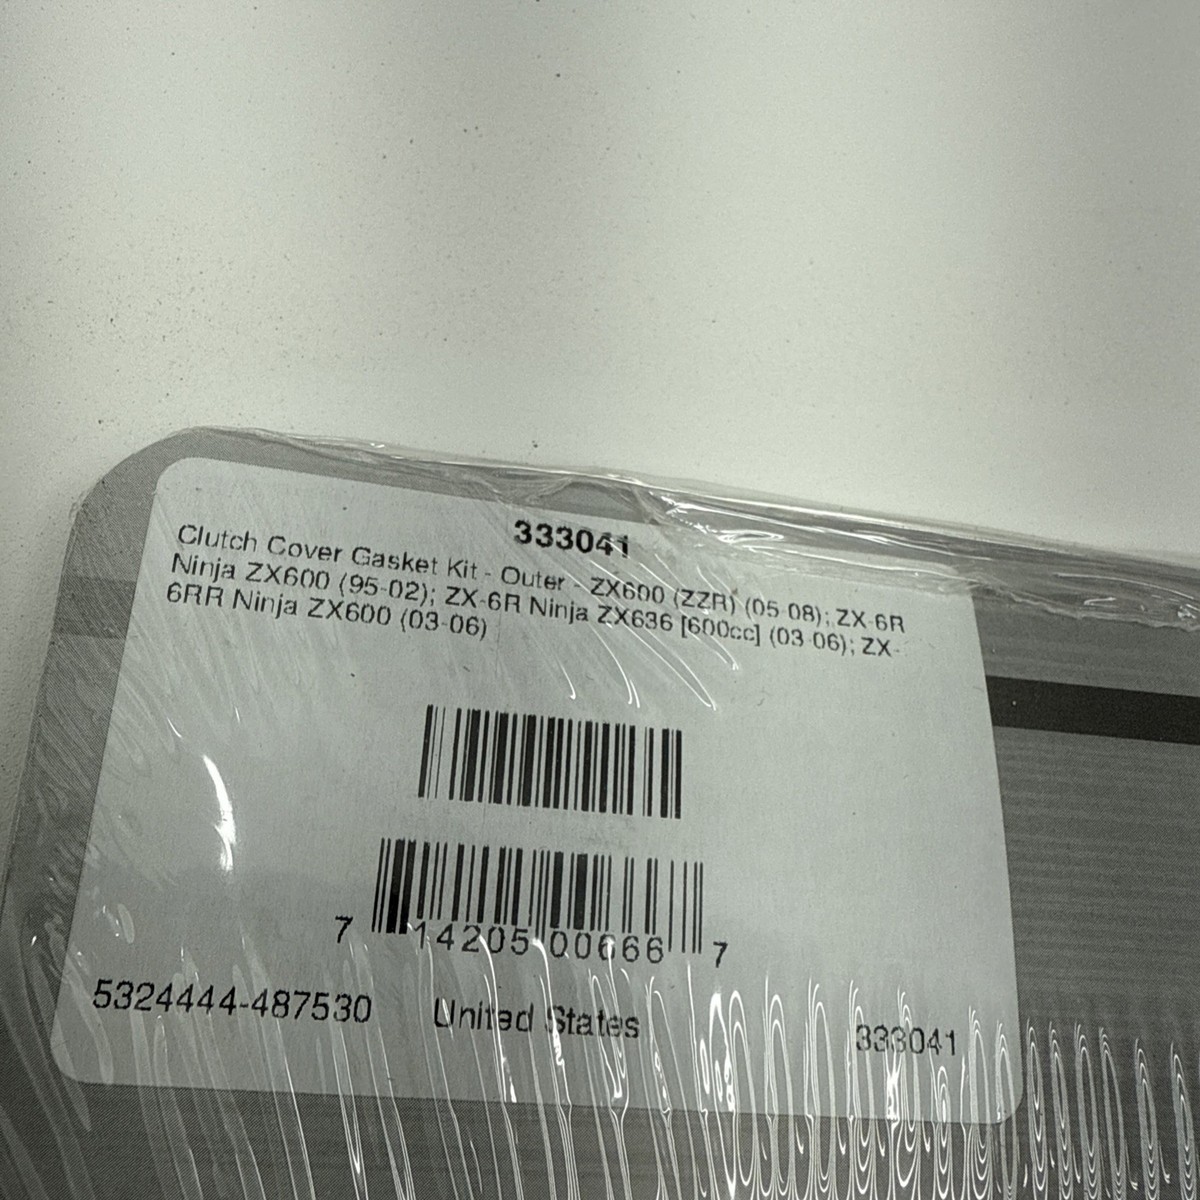 333041
Clutch Cover Gasket Kit - Outer - ZX600 (ZZR) (05-08); ZX-6R
Ninja ZX600 (95-02); ZX-6R Ninja ZX636 [600cc] (03-06); ZX-
6RR Ninja ZX600 (03-06)
7 14205 00666 7
5324444-487530 United States 333041